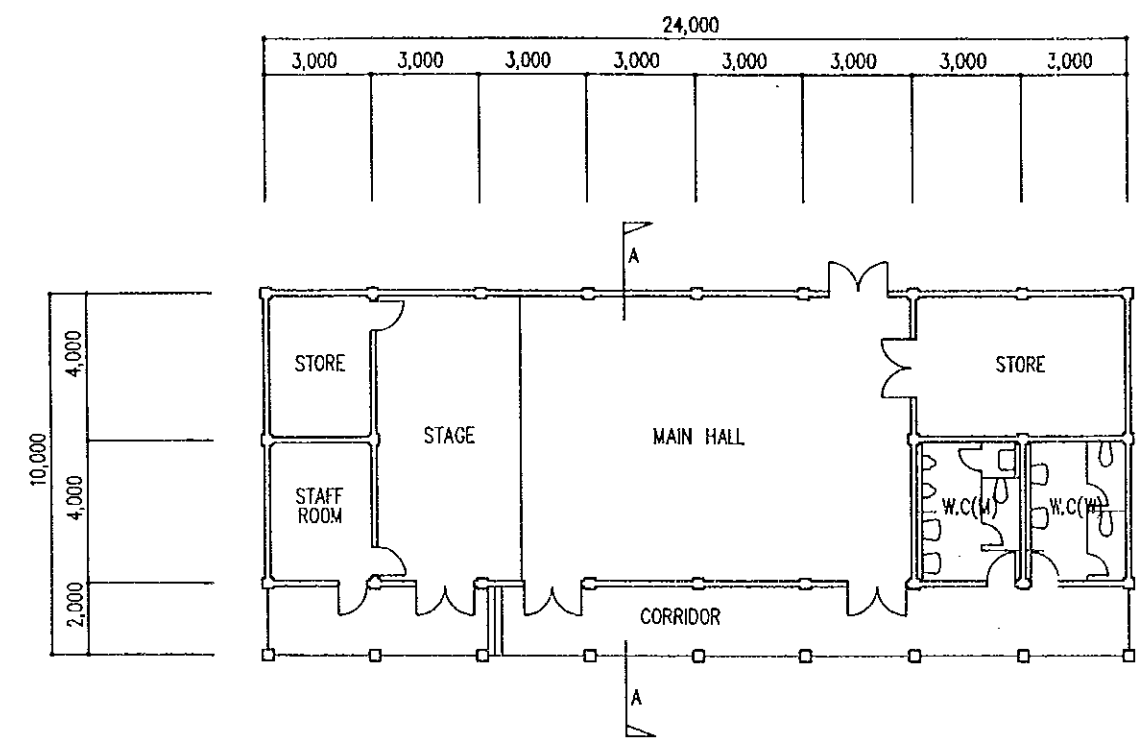 24,000
3,000 3,000 3,000 3,000 3,000 3,000 3,000 3,000
A
4,000
10,000
4,000
2,000
STORE
STAGE
MAIN HALL
STORE
STAFF
ROOM
W.C(M)
W.C(W)
CORRIDOR
A